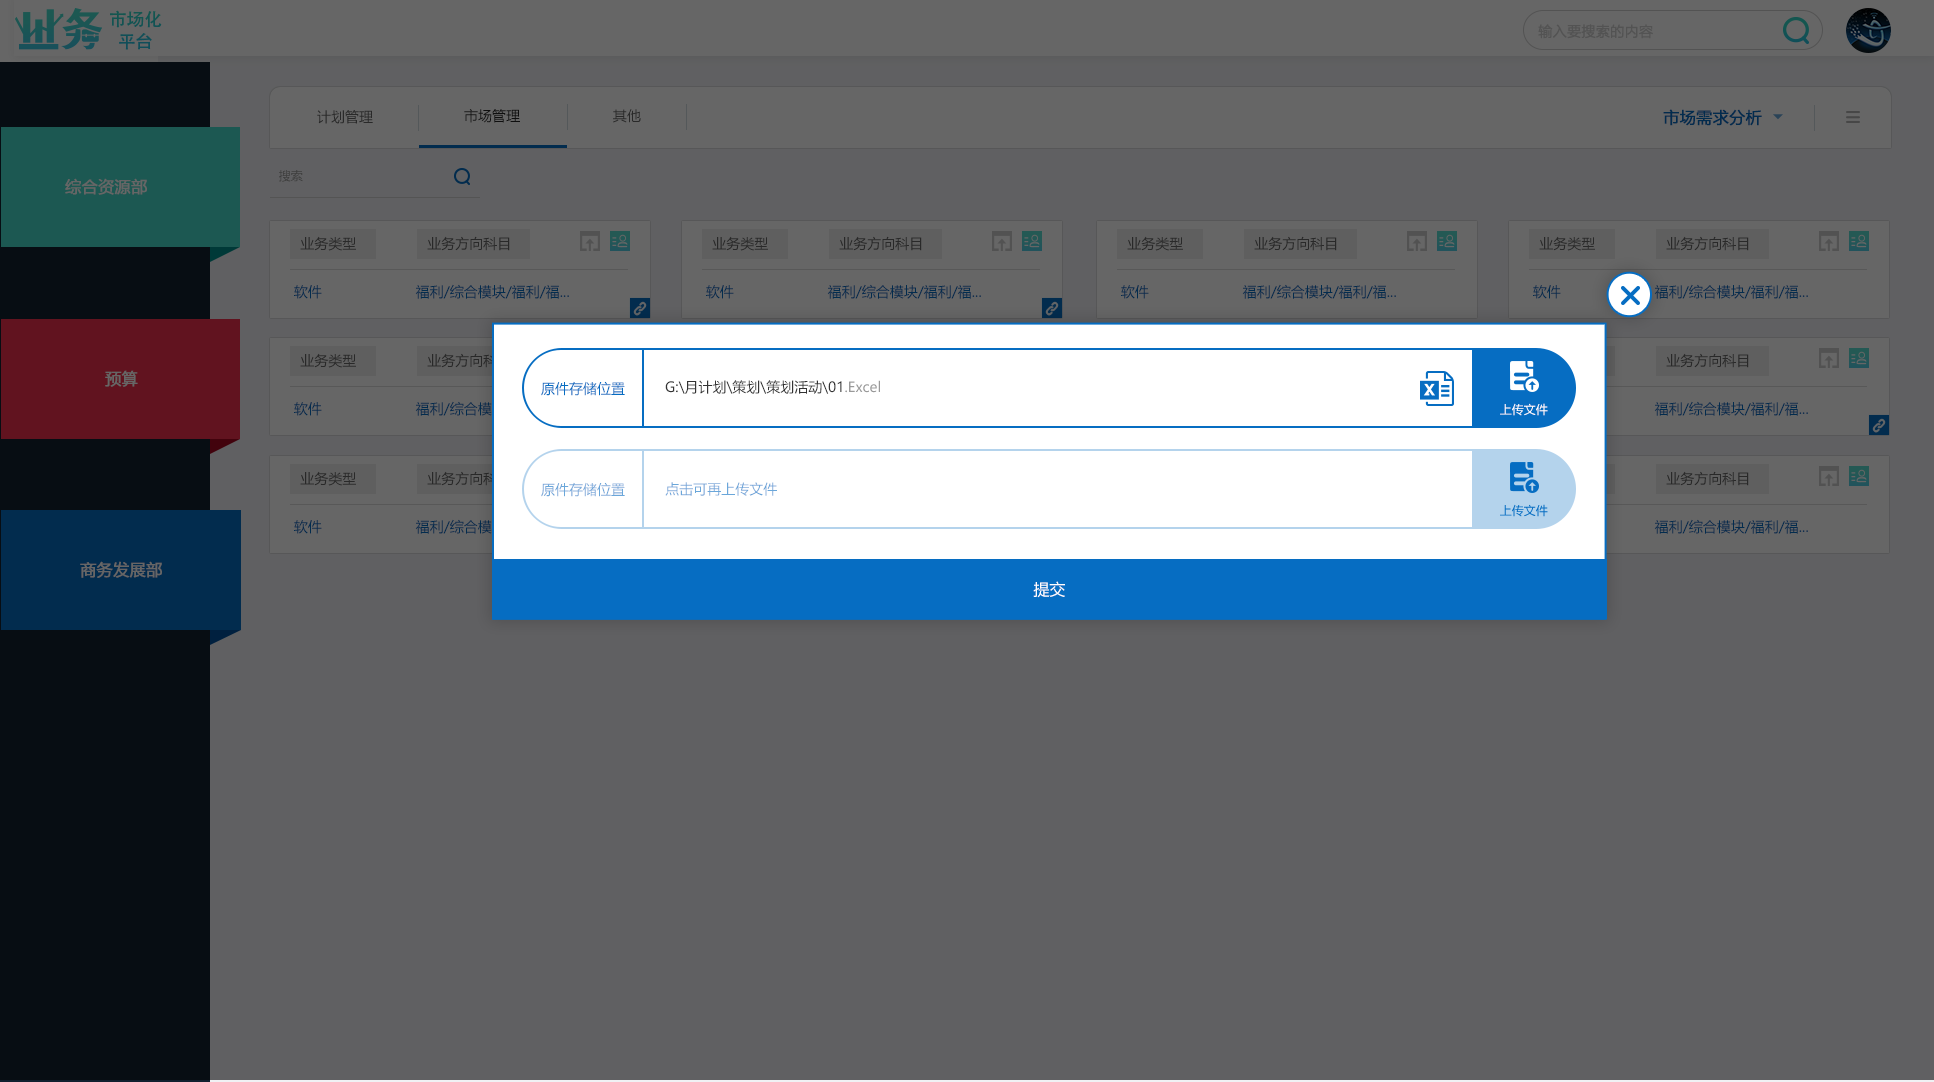 业务 市场化
平台
输入要搜索的内容
计划管理 市场管理 其他 市场需求分析
搜索
综合资源部
预算
商务发展部
业务类型 业务方向科目 业务类型 业务方向科目 业务类型 业务方向科目 业务类型 业务方向科目
软件 福利/综合模块/福利/福... 软件 福利/综合模块/福利/福... 软件 福利/综合模块/福利/福... 软件 福利/综合模块/福利/福...
业务类型 业务方向 业务方向科目
软件 福利/综合模 福利/综合模块/福利/福...
业务类型 业务方向 业务方向科目
软件 福利/综合模 福利/综合模块/福利/福...
原件存储位置 G:\月计划\策划\策划活动\01.Excel 上传文件
原件存储位置 点击可再上传文件 上传文件
提交